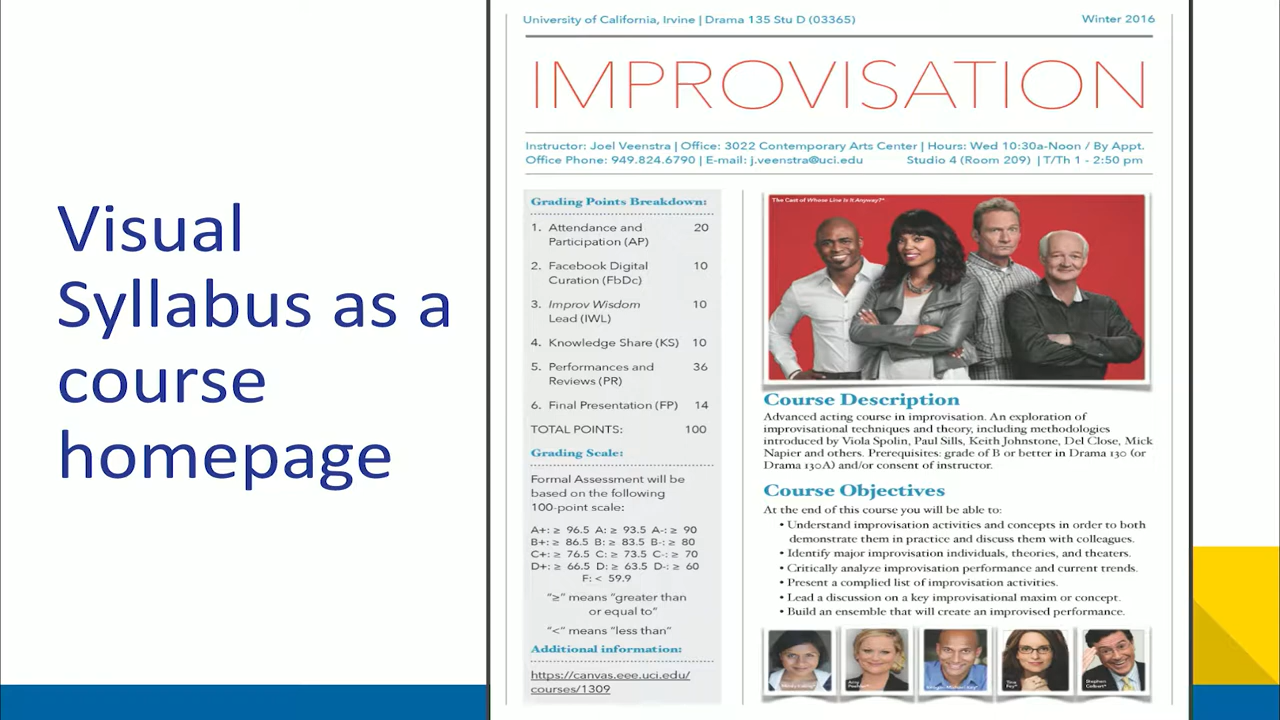 Visual
Syllabus as a
course
homepage
University of California, Irvine | Drama 135 Stu D (03365) Winter 2016
IMPROVISATION
Instructor: Joel Veenstra | Office: 3022 Contemporary Arts Center | Hours: Wed 10:30a-Noon / By Appt.
Office Phone: 949.824.6790 | E-mail: j.veenstra@uci.edu Studio 4 (Room 209) | T/Th 1 - 2:50 pm
Grading Points Breakdown:
1. Attendance and 20
Participation (AP)
2. Facebook Digital 10
Curation (FbDc)
3. Improv Wisdom 10
Lead (IWL)
4. Knowledge Share (KS) 10
5. Performances and 36
Reviews (PR)
6. Final Presentation (FP) 14
TOTAL POINTS: 100
Grading Scale:
Formal Assessment will be
based on the following
100-point scale:
A+: ≥ 96.5 A: ≥ 93.5 A-: ≥ 90
B+: ≥ 86.5 B: ≥ 83.5 B-: ≥ 80
C+: ≥ 76.5 C: ≥ 73.5 C-: ≥ 70
D+: ≥ 66.5 D: ≥ 63.5 D-: ≥ 60
F: < 59.9
"≥" means "greater than
or equal to"
"<" means "less than"
Additional information:
https://canvas.eee.uci.edu/
courses/1309
The Cast of Whose Line Is It Anyway?*
Course Description
Advanced acting course in improvisation. An exploration of
improvisational techniques and theory, including methodologies
introduced by Viola Spolin, Paul Sills, Keith Johnstone, Del Close, Mick
Napier and others. Prerequisites: grade of B or better in Drama 130 (or
Drama 130A) and/or consent of instructor.
Course Objectives
At the end of this course you will be able to:
• Understand improvisation activities and concepts in order to both
demonstrate them in practice and discuss them with colleagues.
• Identify major improvisation individuals, theories, and theaters.
• Critically analyze improvisation performance and current trends.
• Present a complied list of improvisation activities.
• Lead a discussion on a key improvisational maxim or concept.
• Build an ensemble that will create an improvised performance.
Amy
Poehler*
Tina
Fey*
Stephen
Colbert*